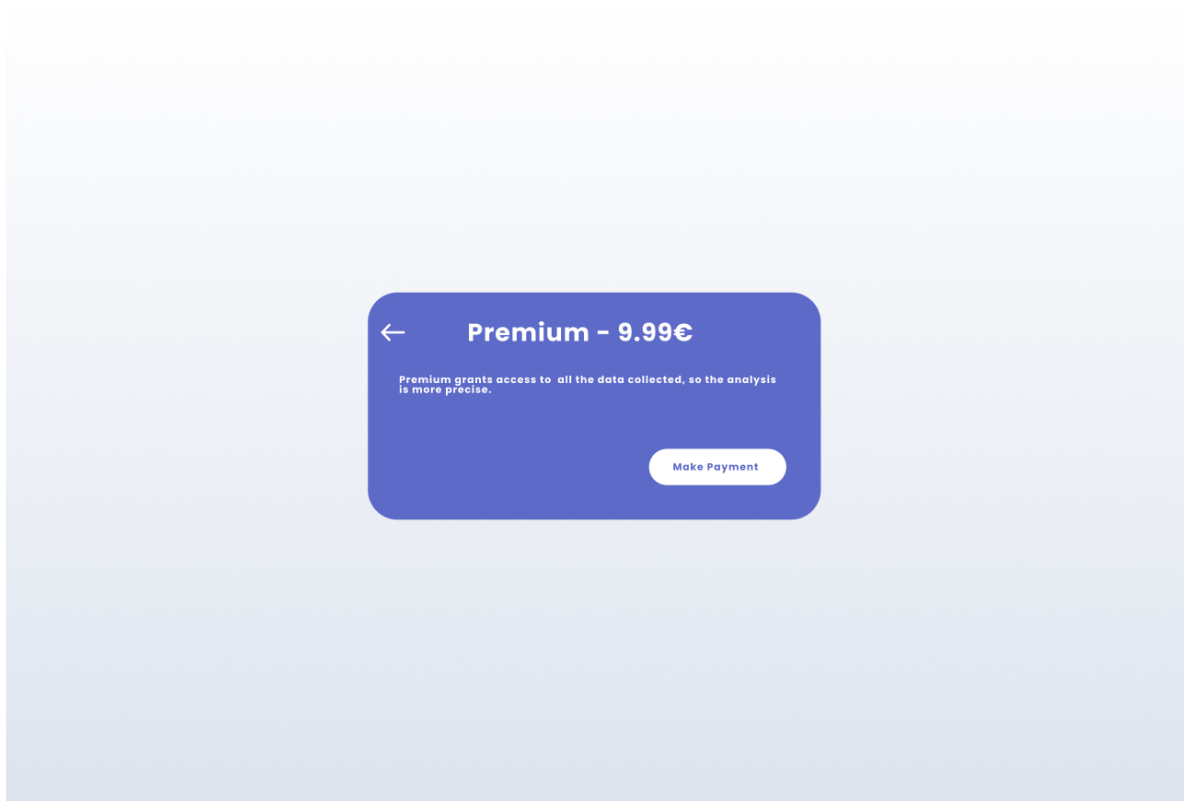 Premium - 9.99€
Premium grants access to  all the data collected, so the analysis
is more precise.
Make Payment